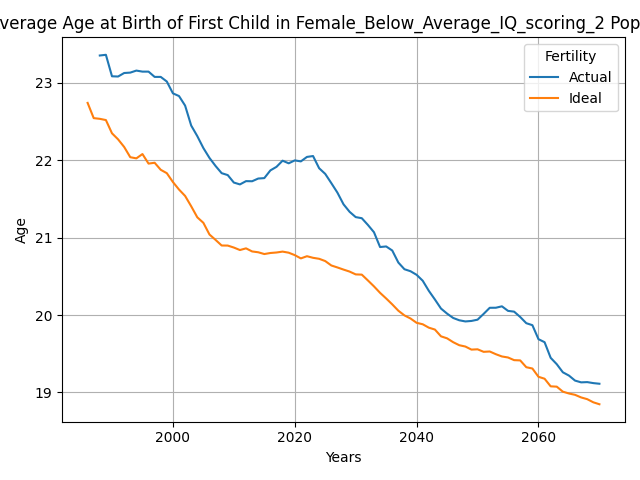 verage Age at Birth of First Child in Female_Below_Average_IQ_scoring_2 Pop
Fertility
Actual
Ideal
23
22
21
20
19
Age
2000
2020
2040
2060
Years